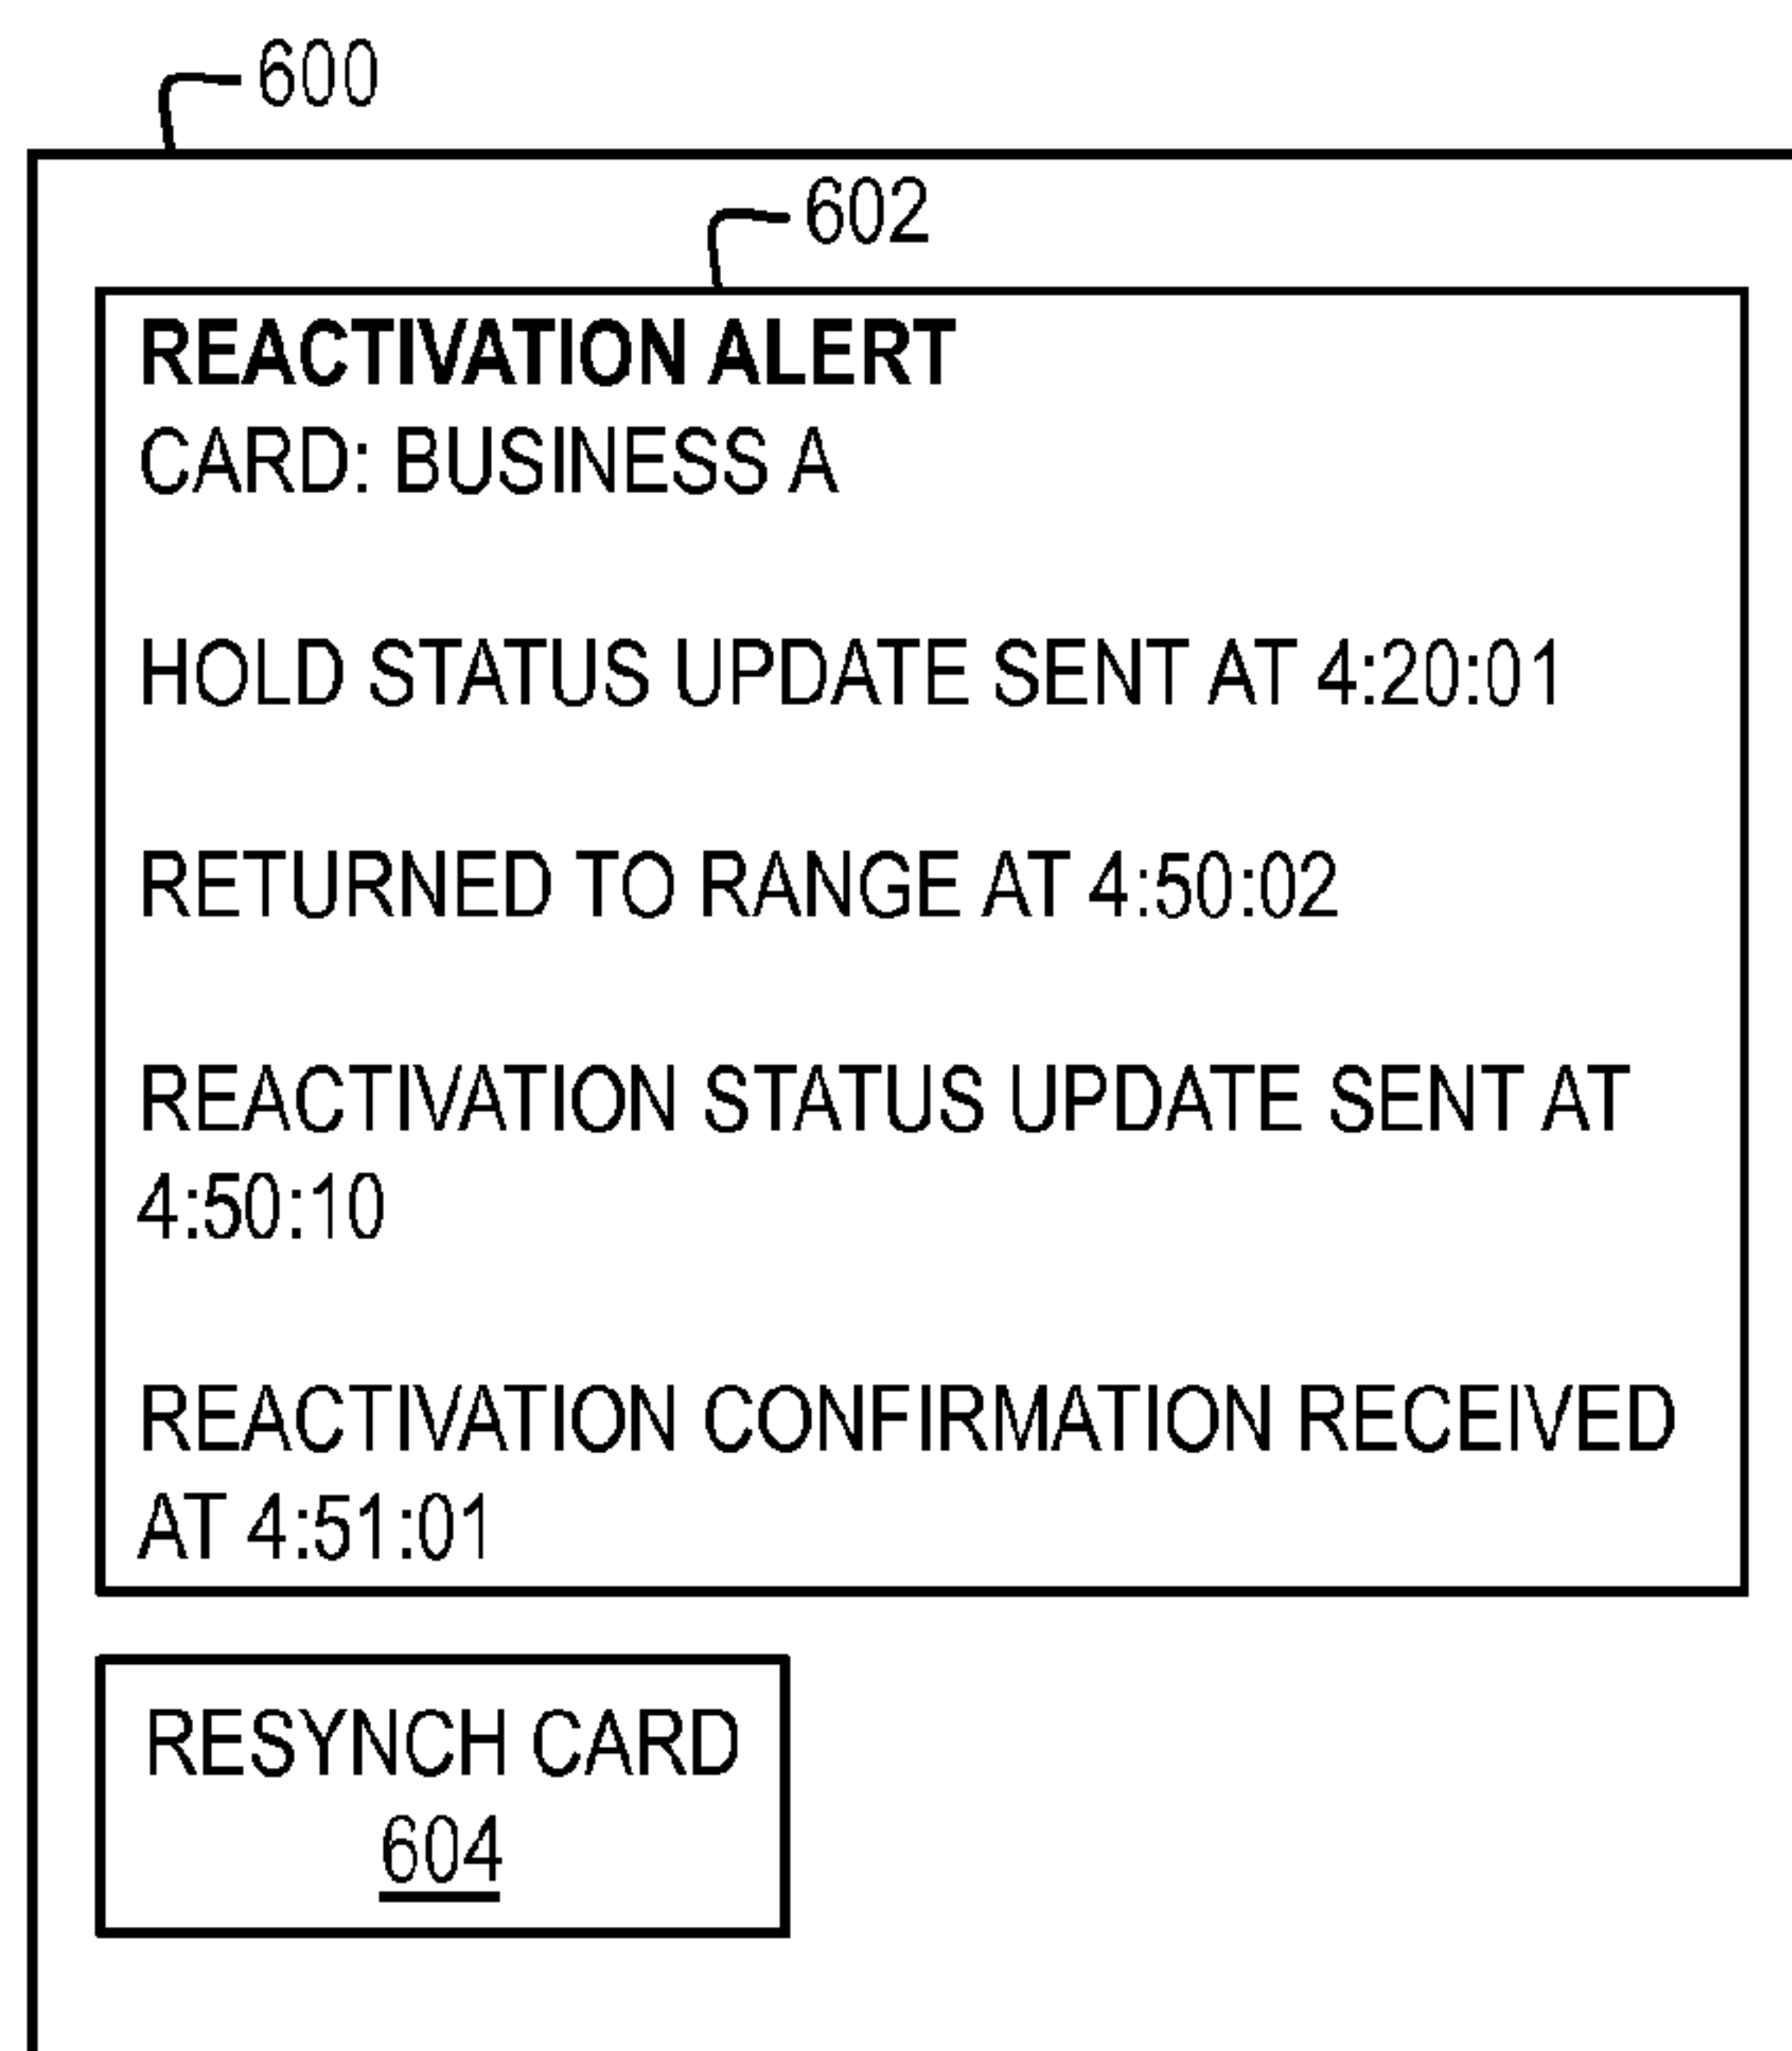 600
602
REACTIVATION ALERT
CARD: BUSINESS A
HOLD STATUS UPDATE SENT AT 4:20:01
RETURNED TO RANGE AT 4:50:02
REACTIVATION STATUS UPDATE SENT AT
4:50:10
REACTIVATION CONFIRMATION RECEIVED
AT 4:51:01
RESYNCH CARD
604